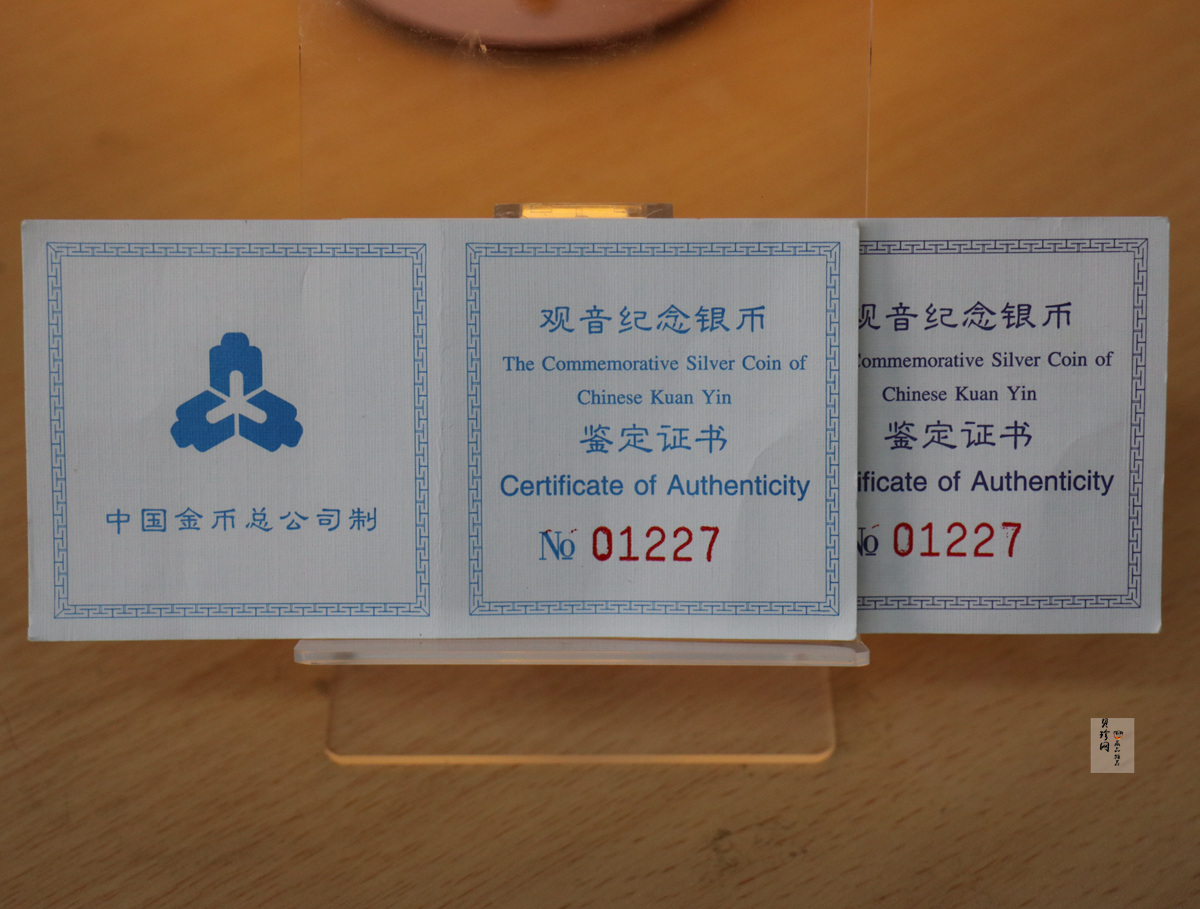 中国金币总公司制
观音纪念银币
The Commemorative Silver Coin of
Chinese Kuan Yin
鉴定证书
Certificate of Authenticity
No 01227
观音纪念银币
Commemorative Silver Coin of
Chinese Kuan Yin
鉴定证书
ificate of Authenticity
No 01227